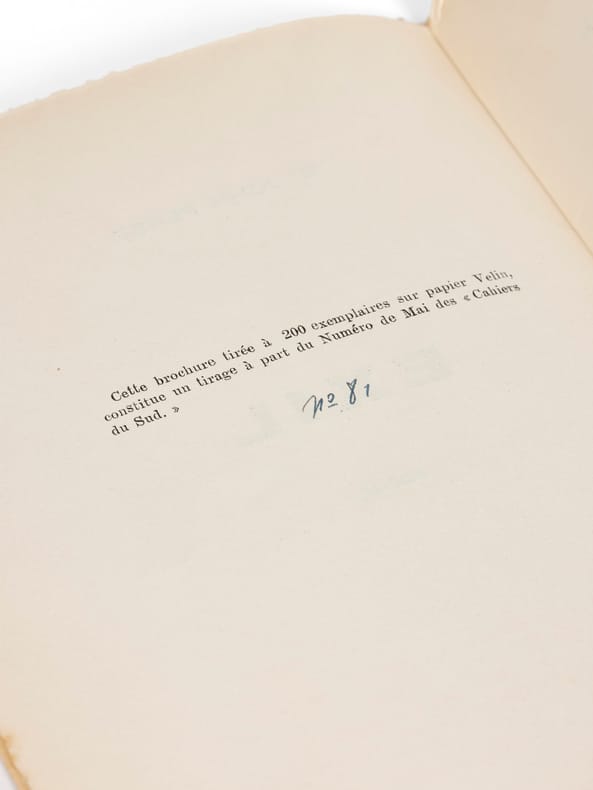 Cette brochure tirée à 200 exemplaires sur papier Velin,
constitue un tirage à part du Numéro de Mai des « Cahiers
du Sud. »
Nº 81